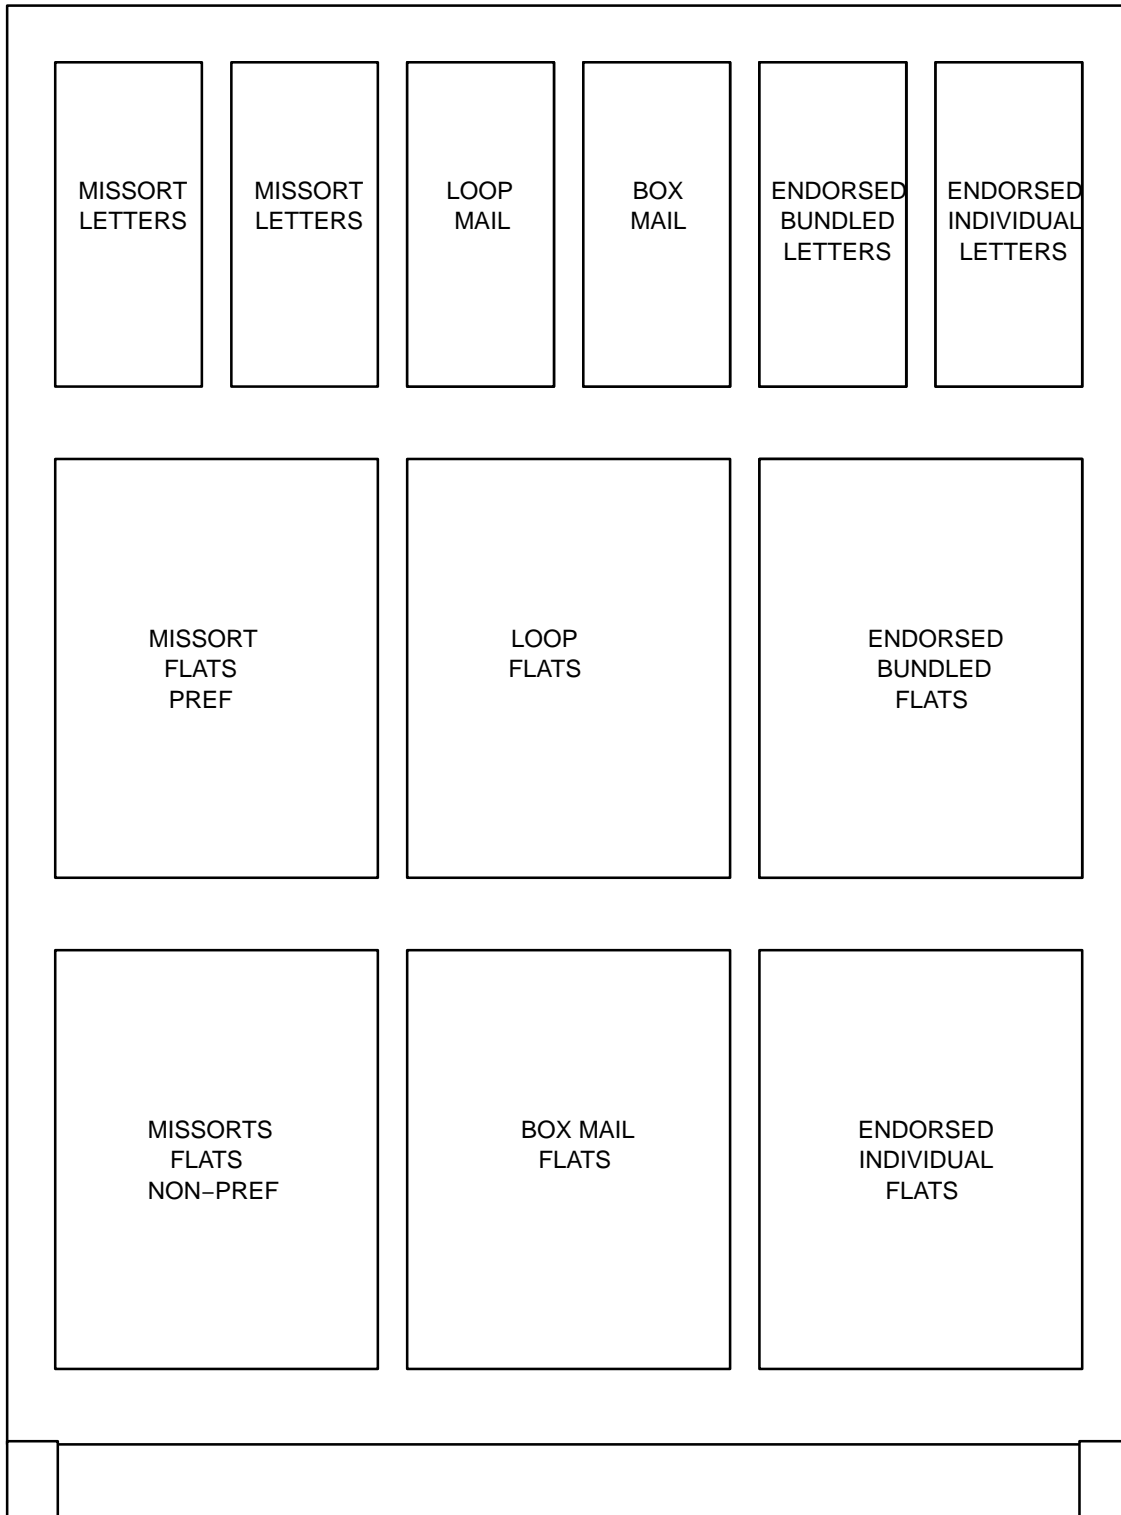 MISSORT
LETTERS
MISSORT
LETTERS
LOOP
MAIL
BOX
MAIL
ENDORSED
BUNDLED
LETTERS
ENDORSED
INDIVIDUAL
LETTERS
MISSORT
FLATS
PREF
LOOP
FLATS
ENDORSED
BUNDLED
FLATS
MISSORTS
FLATS
NON−PREF
BOX MAIL
FLATS
ENDORSED
INDIVIDUAL
FLATS